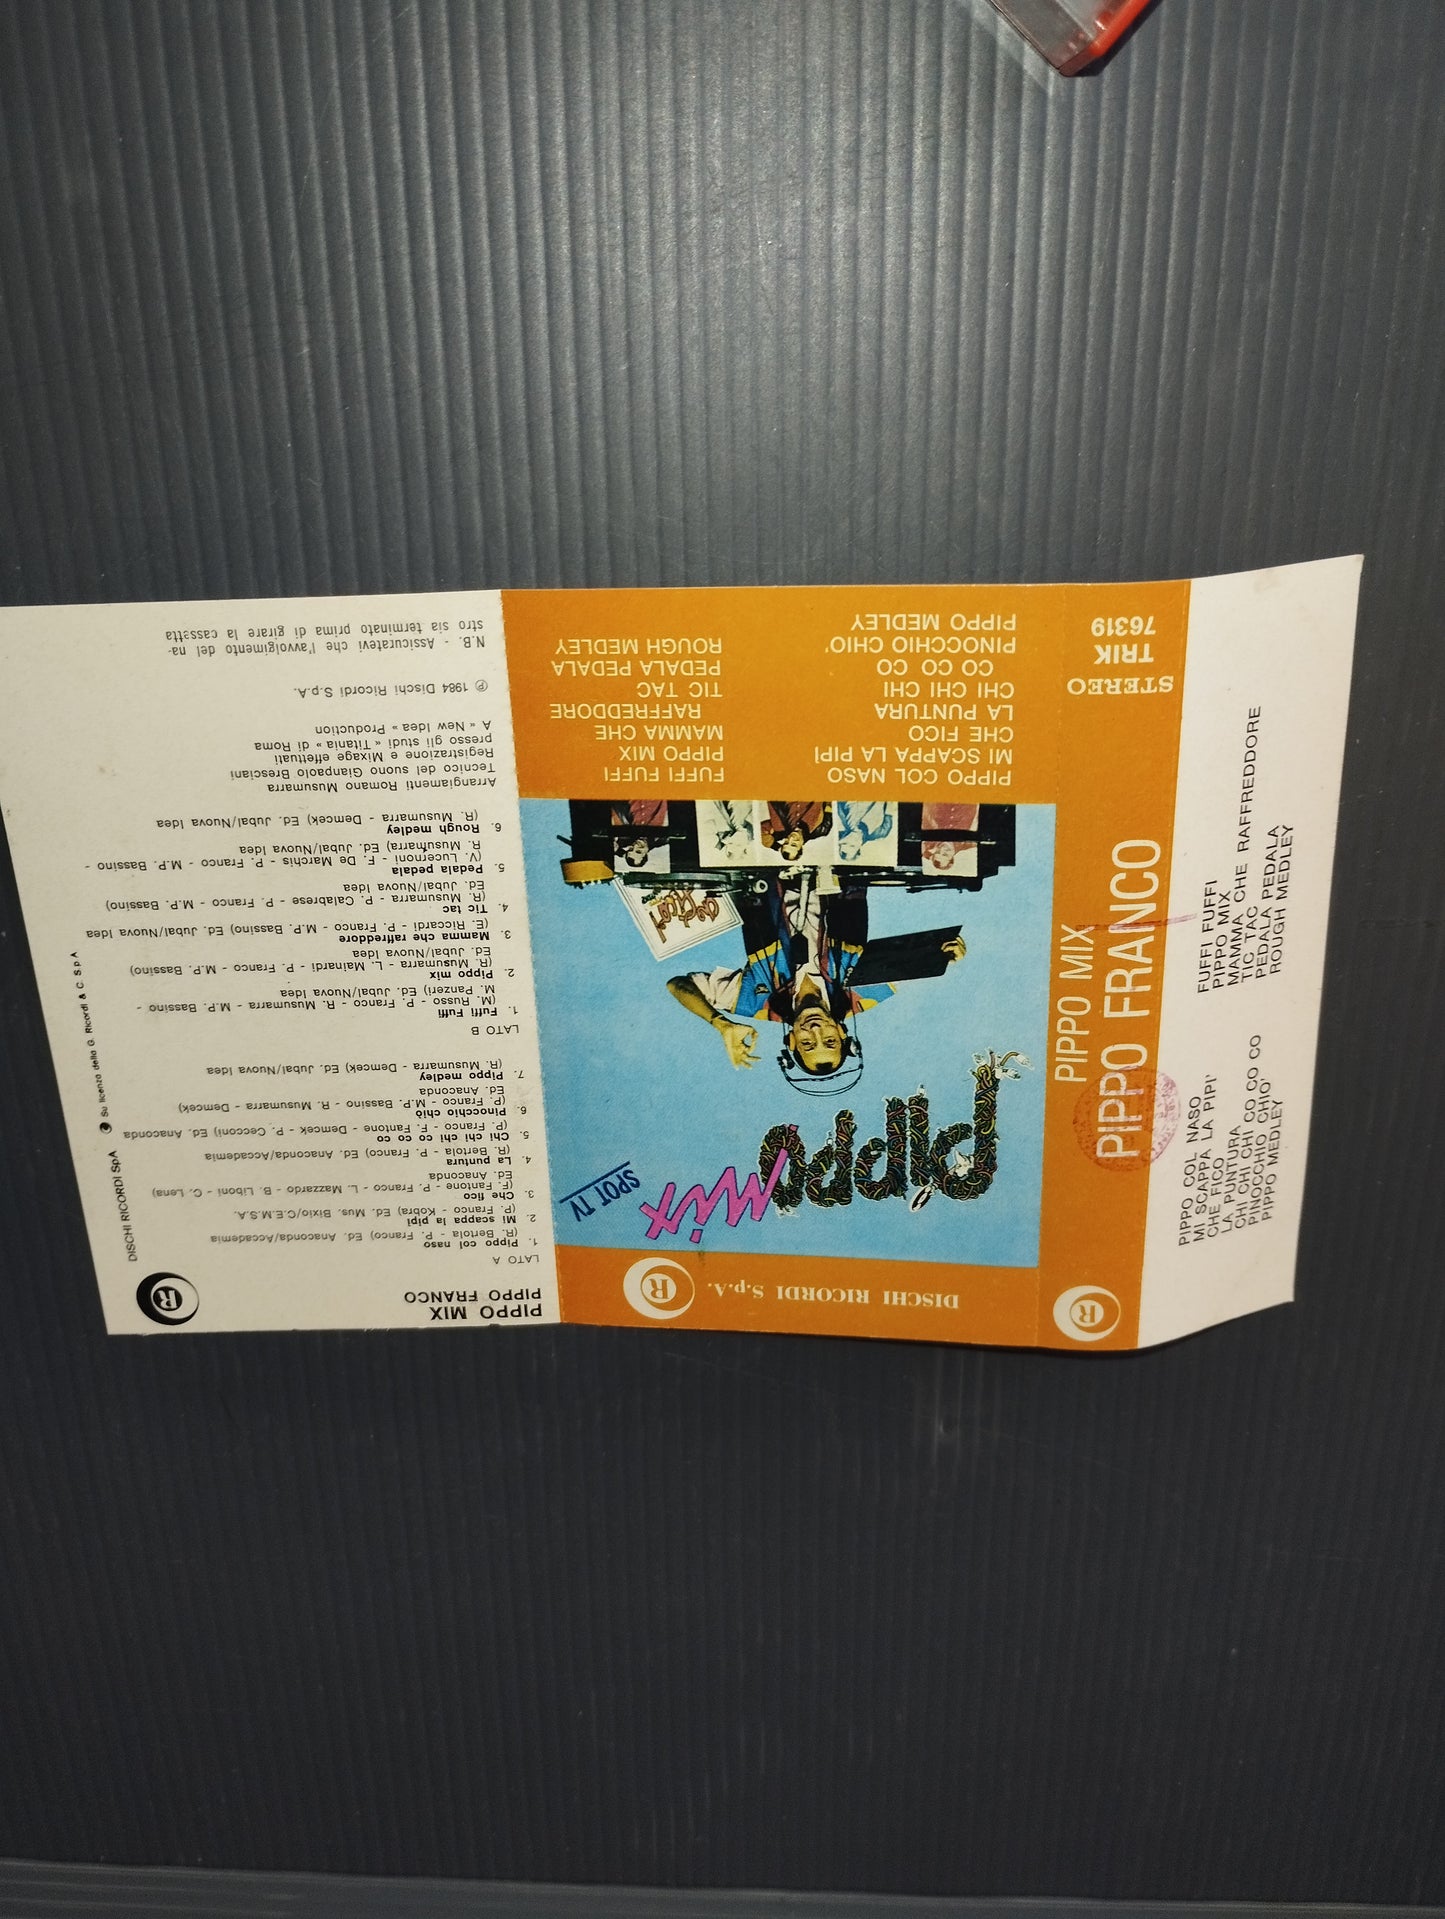 PIPPO MIX
PIPPO FRANCO
LATO A
1. Pippo col naso
(R. Bertola - P. Franco) Ed. Anaconda/Accademia
2. Mi scappa la pipì
(P. Franco - Kobra) Ed. Mus. Bixio/C.E.M.S.A.
3. Che fico
(F. Fantone - P. Franco - L. Mazzardo - B. Liboni - C. Lena)
Ed. Anaconda
4. La puntura
(R. Bertola - P. Franco) Ed. Anaconda/Accademia
5. Chi chi chi co co co
(P. Franco - F. Fantone - Demcek - P. Cecconi) Ed. Anaconda
6. Pinocchio chiò
(P. Franco - M.P. Bassino - R. Musumarra - Demcek)
Ed. Anaconda
7. Pippo medley
(R. Musumarra - Demcek) Ed. Jubal/Nuova Idea
LATO B
1. Fuffi Fuffi
(M. Russo - P. Franco - R. Musumarra - M.P. Bassino -
M. Panzeri) Ed. Jubal/Nuova Idea
2. Pippo mix
(R. Musumarra - L. Mainardi - P. Franco - M.P. Bassino)
Ed. Jubal/Nuova Idea
3. Mamma che raffreddore
(E. Riccardi - P. Franco - M.P. Bassino) Ed. Jubal/Nuova Idea
4. Tic tac
(R. Musumarra - P. Calabrese - P. Franco - M.P. Bassino)
Ed. Jubal/Nuova Idea
5. Pedala pedala
(V. Lucernoni - F. De Marchis - P. Franco - M.P. Bassino -
R. Musumarra) Ed. Jubal/Nuova Idea
6. Rough medley
(R. Musumarra - Demcek) Ed. Jubal/Nuova Idea
Arrangiamenti Romano Musumarra
Tecnico del suono Gianpaolo Bresciani
Registrazione e Mixage effettuati
presso gli studi « Titania » di Roma
A « New Idea » Production
℗ 1984 Dischi Ricordi S.p.A.
N.B. - Assicuratevi che l'avvolgimento del na-
stro sia terminato prima di girare la cassetta
R
DISCHI RICORDI SpA
Su licenza della G. Ricordi & C. S p A
DISCHI RICORDI S.p.A.
R
SPOT TV
Pippo
Mix
PIPPO COL NASO
MI SCAPPA LA PIPÌ
CHE FICO
LA PUNTURA
CHI CHI CHI
CO CO CO
PINOCCHIO CHIO'
PIPPO MEDLEY
FUFFI FUFFI
PIPPO MIX
MAMMA CHE
RAFFREDDORE
TIC TAC
PEDALA PEDALA
ROUGH MEDLEY
R
PIPPO MIX
PIPPO FRANCO
STEREO
TRIK
76319
PIPPO COL NASO
MI SCAPPA LA PIPI'
CHE FICO
LA PUNTURA
CHI CHI CHI CO CO CO
PINOCCHIO CHIO'
PIPPO MEDLEY
FUFFI FUFFI
PIPPO MIX
MAMMA CHE RAFFREDDORE
TIC TAC
PEDALA PEDALA
ROUGH MEDLEY